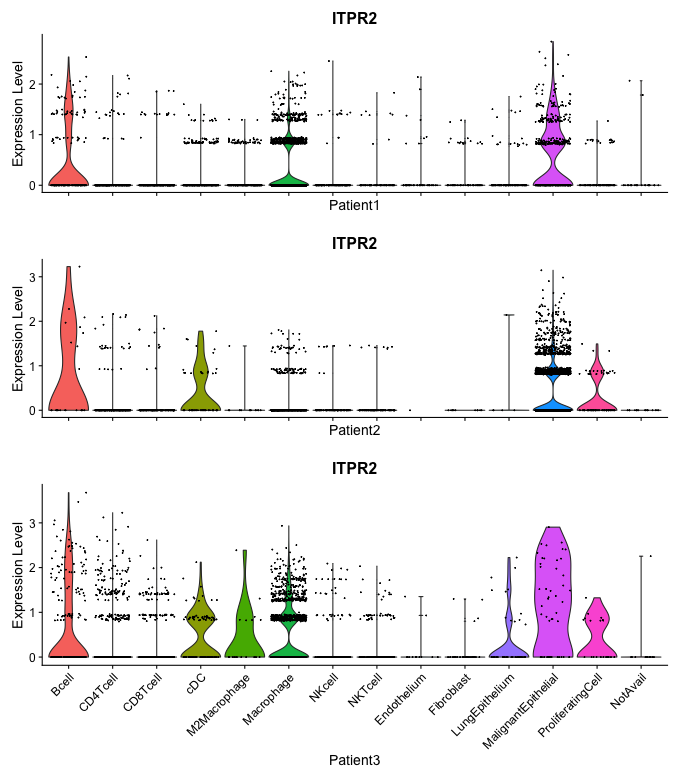 ITPR2
Expression Level
2
1
0
Patient1
ITPR2
Expression Level
3
2
1
0
Patient2
ITPR2
Expression Level
3
2
1
0
Bcell
CD4Tcell
CD8Tcell
cDC
M2Macrophage
Macrophage
NKcell
NKTcell
Endothelium
Fibroblast
LungEpithelium
MalignantEpithelial
ProliferatingCell
NotAvail
Patient3